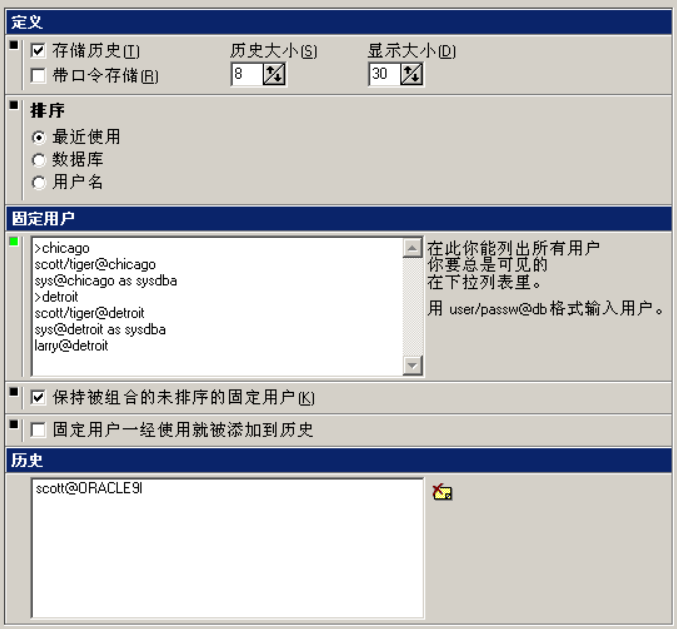 定义
存储历史(T) 历史大小(S) 显示大小(D)
带口令存储(R) 8 30
排序
最近使用
数据库
用户名
固定用户
>chicago
scott/tiger@chicago
sys@chicago as sysdba
>detroit
scott/tiger@detroit
sys@detroit as sysdba
larry@detroit
在此你能列出所有用户
你要总是可见的
在下拉列表里。
用 user/passw@db格式输入用户。
保持被组合的未排序的固定用户(K)
固定用户一经使用就被添加到历史
历史
scott@ORACLE9I